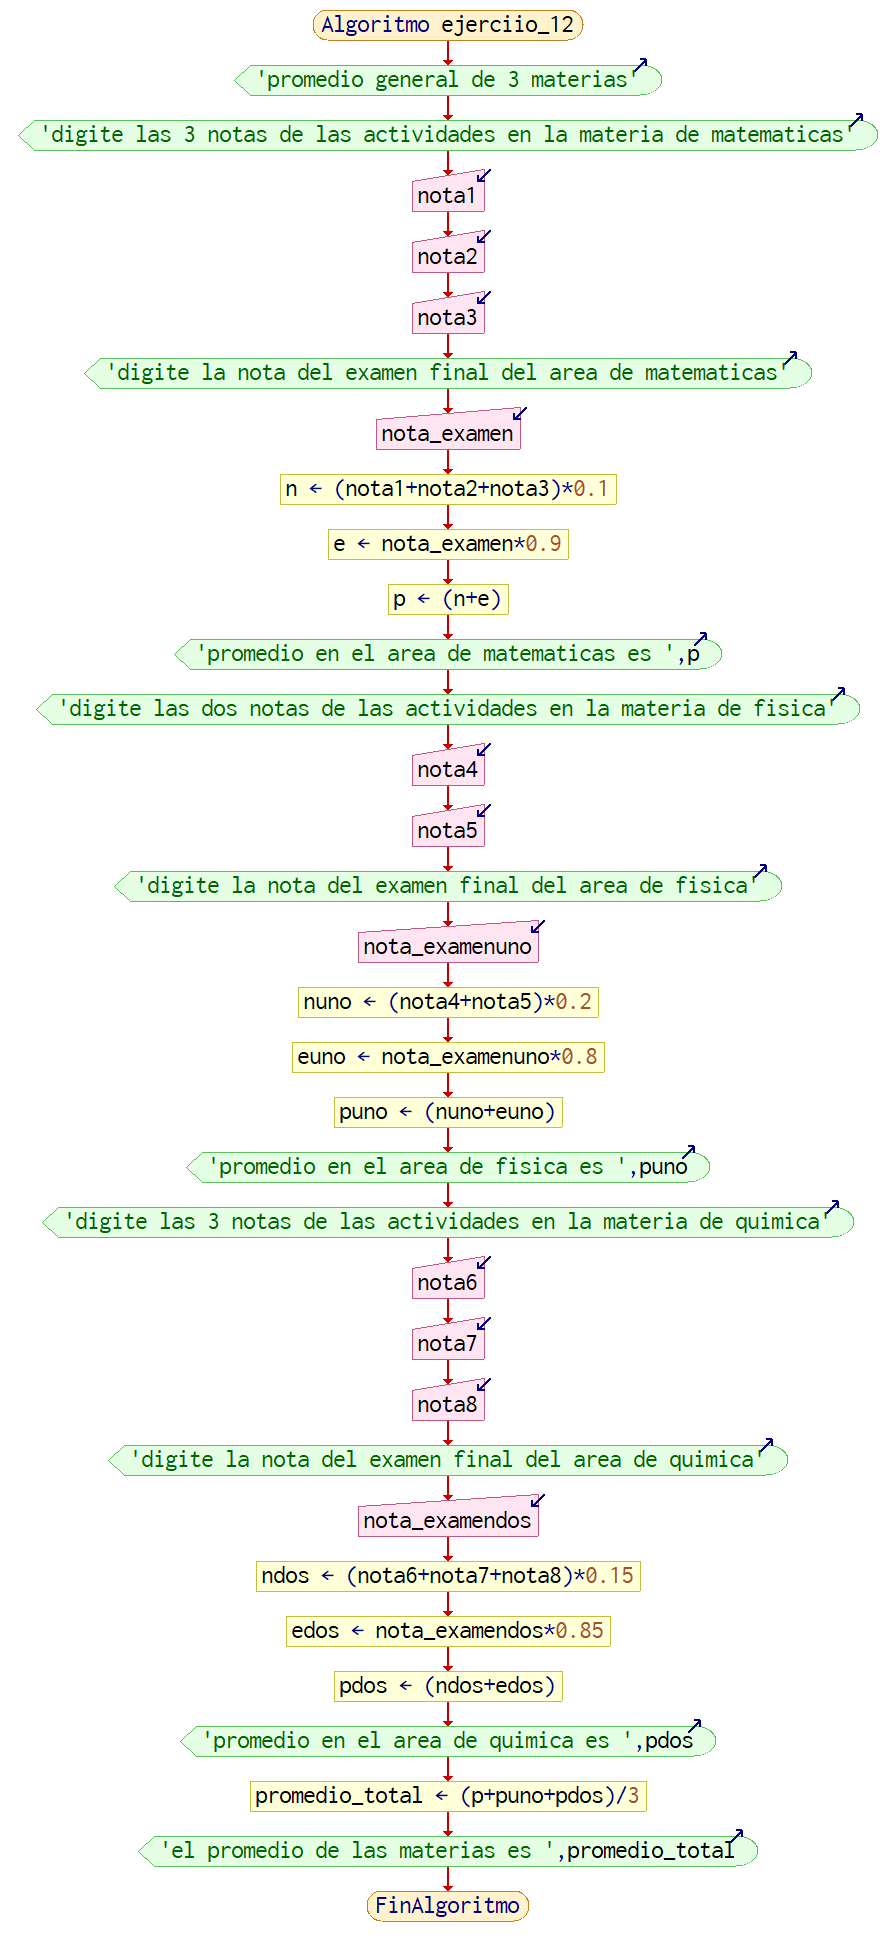 Algoritmo ejerciio_12
'promedio general de 3 materias'
'digite las 3 notas de las actividades en la materia de matematicas'
nota1
nota2
nota3
'digite la nota del examen final del area de matematicas'
nota_examen
n ← (nota1+nota2+nota3)*0.1
e ← nota_examen*0.9
p ← (n+e)
'promedio en el area de matematicas es ',p
'digite las dos notas de las actividades en la materia de fisica'
nota4
nota5
'digite la nota del examen final del area de fisica'
nota_examenuno
nuno ← (nota4+nota5)*0.2
euno ← nota_examenuno*0.8
puno ← (nuno+euno)
'promedio en el area de fisica es ',puno
'digite las 3 notas de las actividades en la materia de quimica'
nota6
nota7
nota8
'digite la nota del examen final del area de quimica'
nota_examendos
ndos ← (nota6+nota7+nota8)*0.15
edos ← nota_examendos*0.85
pdos ← (ndos+edos)
'promedio en el area de quimica es ',pdos
promedio_total ← (p+puno+pdos)/3
'el promedio de las materias es ',promedio_total
FinAlgoritmo